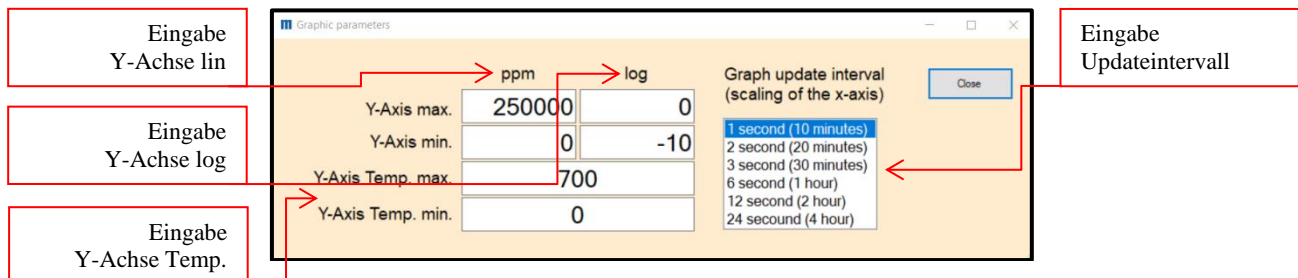 Eingabe
Y-Achse lin
Eingabe
Y-Achse log
Eingabe
Y-Achse Temp.
m Graphic parameters
ppm log
Y-Axis max. 250000 0
Y-Axis min. 0 -10
Y-Axis Temp. max. 700
Y-Axis Temp. min. 0
Graph update interval
(scaling of the x-axis)
1 second (10 minutes)
2 second (20 minutes)
3 second (30 minutes)
6 second (1 hour)
12 second (2 hour)
24 secound (4 hour)
Close
Eingabe
Updateintervall